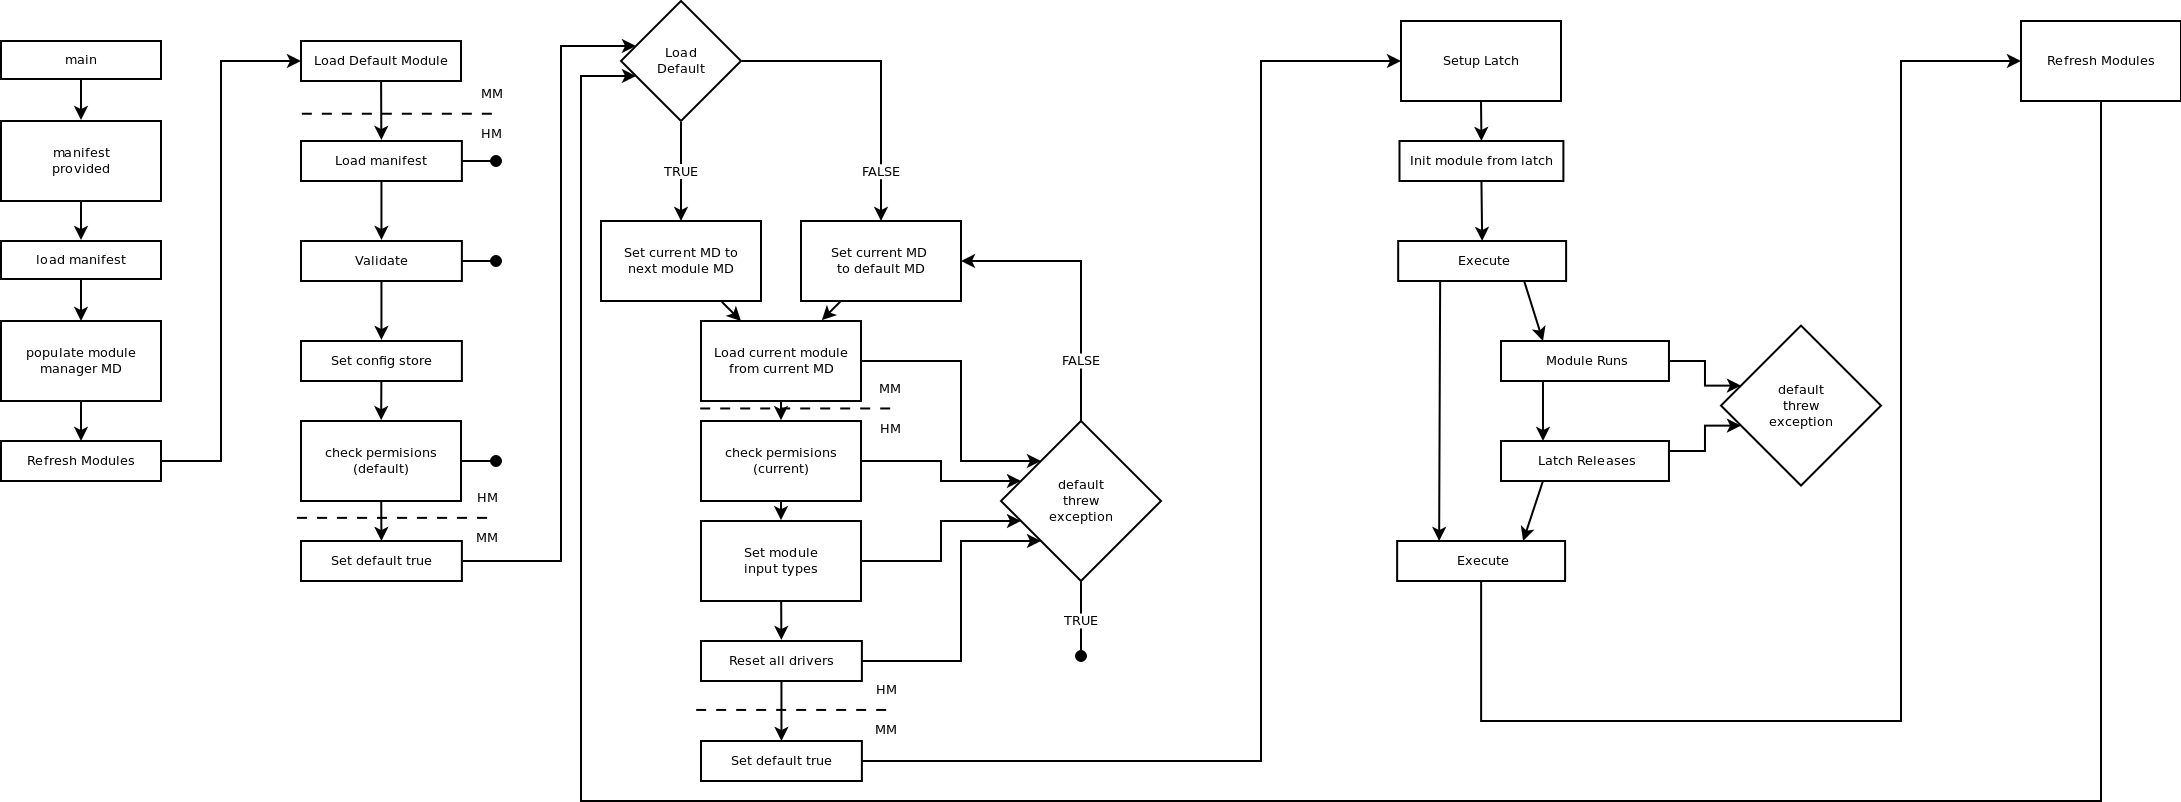 main
manifest
provided
load manifest
populate module
manager MD
Refresh Modules
Load Default Module
MM
HM
Load manifest
Validate
Set config store
check permisions
(default)
HM
MM
Set default true
Load
Default
TRUE
FALSE
Set current MD to
next module MD
Set current MD
to default MD
Load current module
from current MD
MM
HM
check permisions
(current)
Set module
input types
Reset all drivers
HM
MM
Set default true
FALSE
default
threw
exception
TRUE
Setup Latch
Init module from latch
Execute
Module Runs
Latch Releases
default
threw
exception
Execute
Refresh Modules